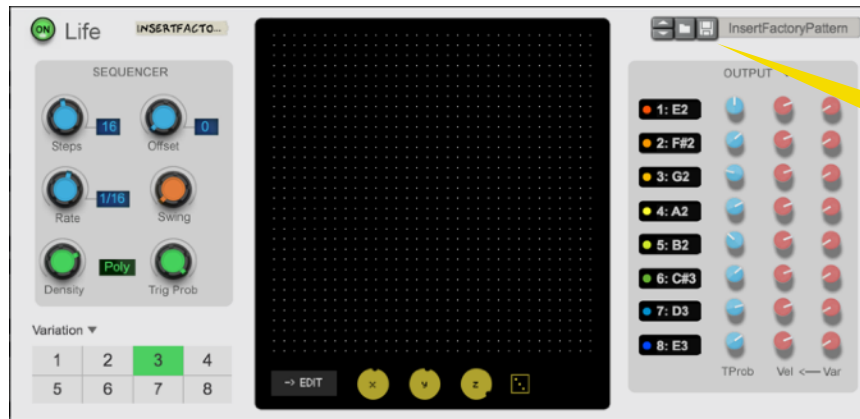 ON
Life
INSERTFACTO...
InsertFactoryPattern
SEQUENCER
16
0
Steps
Offset
1/16
Rate
Swing
Poly
Density
Trig Prob
Variation ▼
1 2 3 4
5 6 7 8
-> EDIT
x
y
z
OUTPUT
1: E2
2: F#2
3: G2
4: A2
5: B2
6: C#3
7: D3
8: E3
TProb Vel <— Var